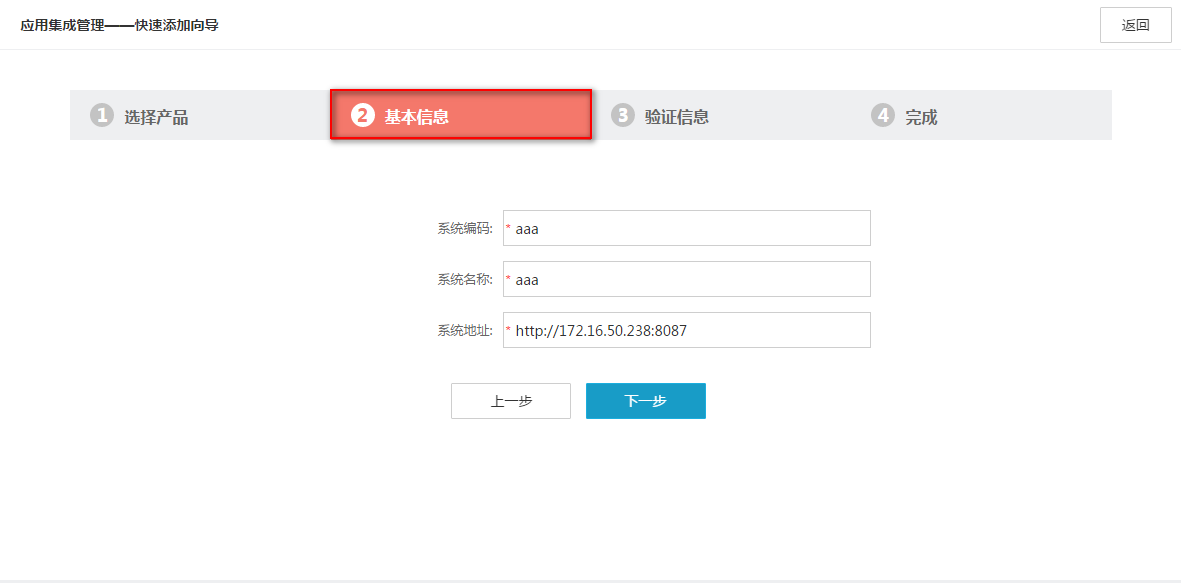 应用集成管理——快速添加向导
返回
1 选择产品 2 基本信息 3 验证信息 4 完成
系统编码: * aaa
系统名称: * aaa
系统地址: * http://172.16.50.238:8087
上一步 下一步